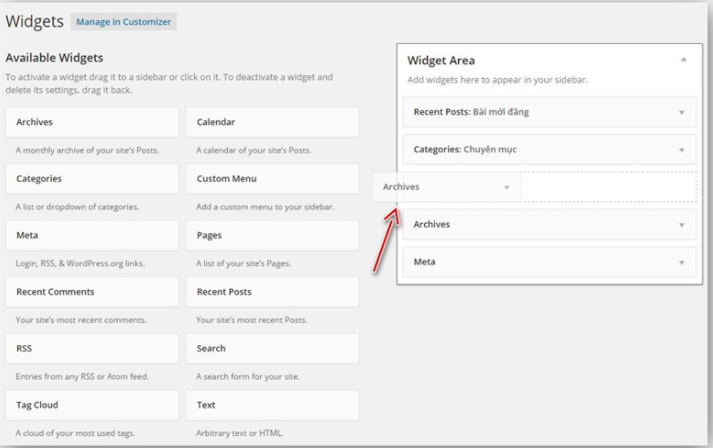 Widgets Manage in Customizer
Available Widgets
To activate a widget drag it to a sidebar or click on it. To deactivate a widget and
delete its settings, drag it back.
Archives
A monthly archive of your site's Posts.
Calendar
A calendar of your site's Posts.
Categories
A list or dropdown of categories.
Custom Menu
Add a custom menu to your sidebar.
Meta
Login, RSS, & WordPress.org links.
Pages
A list of your site's Pages.
Recent Comments
Your site's most recent comments.
Recent Posts
Your site's most recent Posts.
RSS
Entries from any RSS or Atom feed.
Search
A search form for your site.
Tag Cloud
A cloud of your most used tags.
Text
Arbitrary text or HTML.
Widget Area
Add widgets here to appear in your sidebar.
Recent Posts: Bài mới đăng
Categories: Chuyên mục
Archives
Archives
Meta